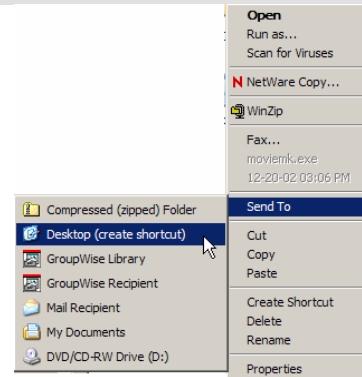 Open
Run as...
Scan for Viruses
NetWare Copy...
WinZip
Fax...
moviemk.exe
12-20-02 03:06 PM
Send To
Compressed (zipped) Folder
Desktop (create shortcut)
GroupWise Library
GroupWise Recipient
Mail Recipient
My Documents
DVD/CD-RW Drive (D:)
Cut
Copy
Paste
Create Shortcut
Delete
Rename
Properties